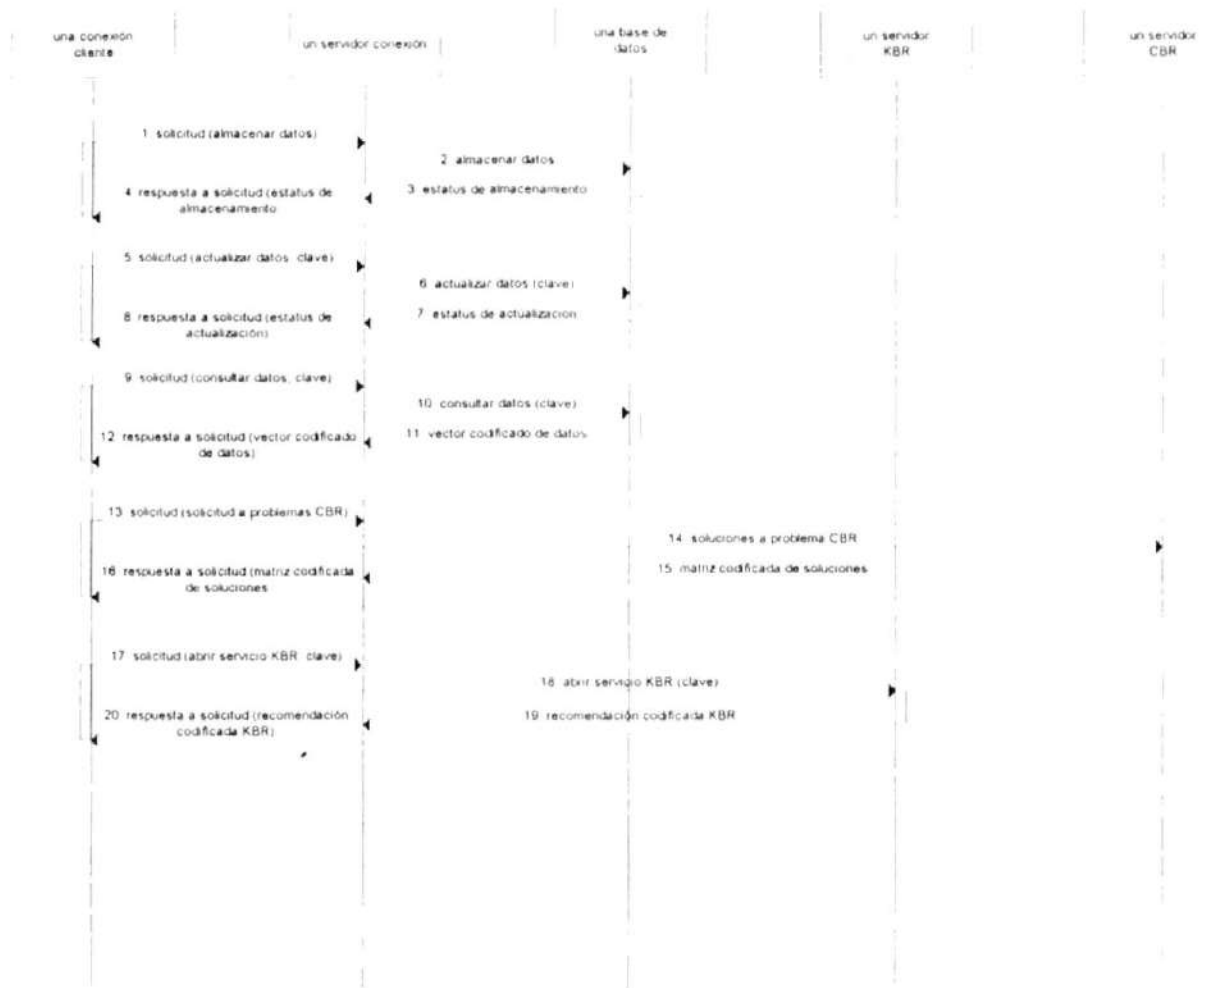 una conexión
cliente
un servidor conexión
una base de
datos
un servidor
KBR
un servidor
CBR
1 solicitud (almacenar datos)
2 almacenar datos
3 estatus de almacenamiento
4 respuesta a solicitud (estatus de
almacenamiento
5 solicitud (actualizar datos clave)
6 actualizar datos (clave)
7 estatus de actualización
8 respuesta a solicitud (estatus de
actualización)
9 solicitud (consultar datos, clave)
10 consultar datos (clave)
11 vector codificado de datos
12 respuesta a solicitud (vector codificado
de datos)
13 solicitud (solicitud a problemas CBR)
14 soluciones a problema CBR
15 matriz codificada de soluciones
16 respuesta a solicitud (matriz codificada
de soluciones
17 solicitud (abrir servicio KBR clave)
18 abrir servicio KBR (clave)
19 recomendación codificada KBR
20 respuesta a solicitud (recomendación
codificada KBR)